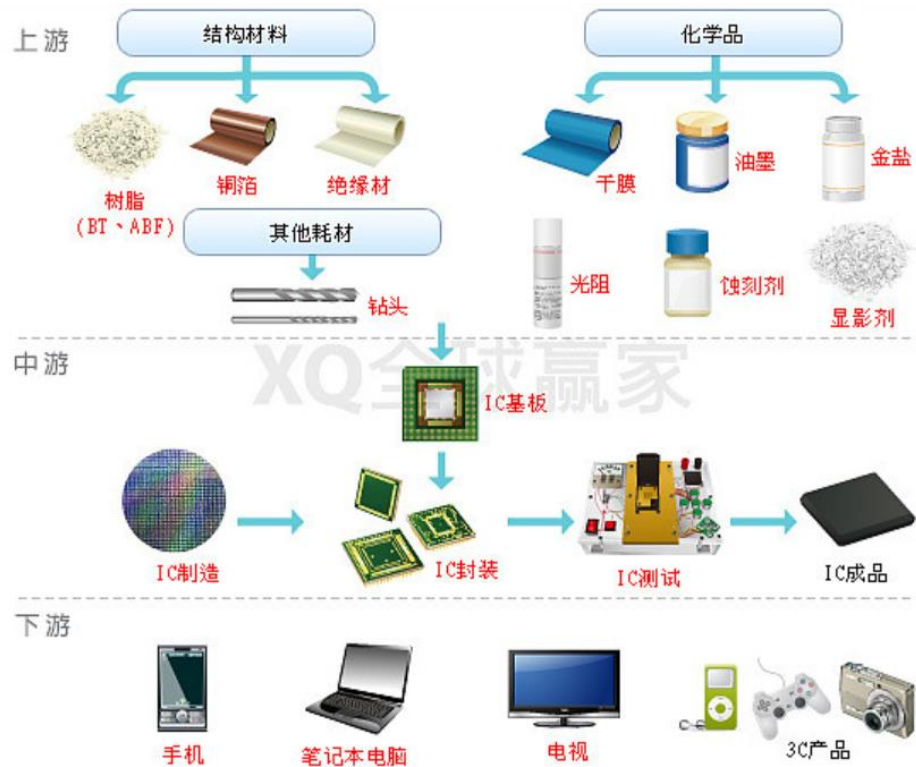 上游
结构材料
化学品
树脂
(BT、ABF)
铜箔
绝缘材
干膜
油墨
金盐
其他耗材
钻头
光阻
蚀刻剂
显影剂
中游
XQ全球赢家
IC基板
IC制造
IC封装
IC测试
IC成品
下游
手机
笔记本电脑
电视
3C产品